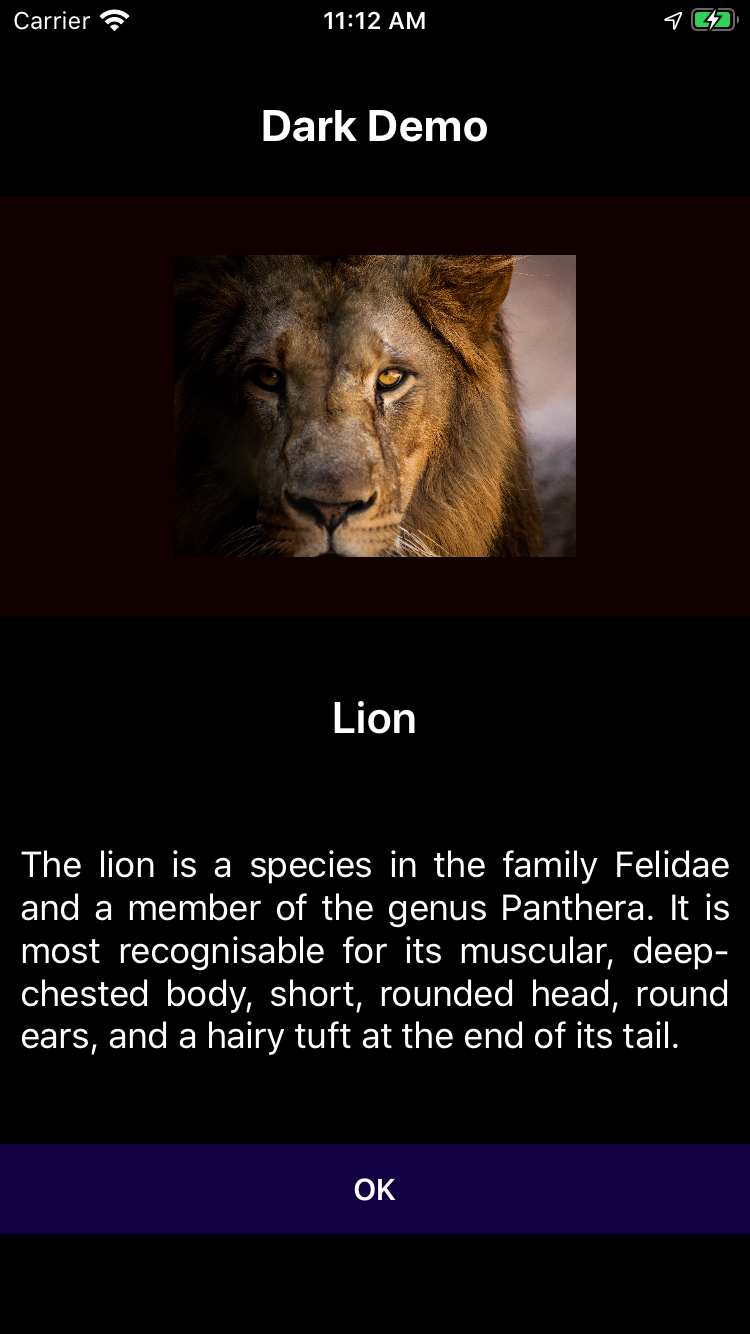 Carrier
11:12 AM
Dark Demo
Lion
The lion is a species in the family Felidae
and a member of the genus Panthera. It is
most recognisable for its muscular, deep-
chested body, short, rounded head, round
ears, and a hairy tuft at the end of its tail.
OK